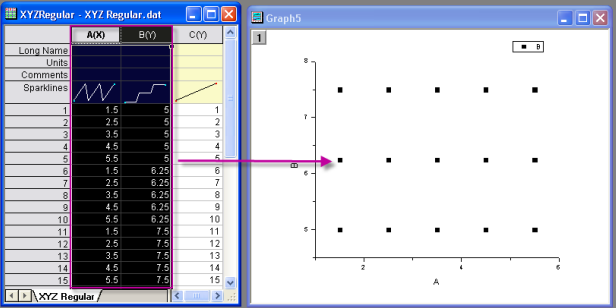 XYZRegular - XYZ Regular.dat
A(X) B(Y) C(Y)
Long Name
Units
Comments
Sparklines
1 1.5 5 1
2 2.5 5 2
3 3.5 5 3
4 4.5 5 4
5 5.5 5 5
6 1.5 6.25 6
7 2.5 6.25 7
8 3.5 6.25 8
9 4.5 6.25 9
10 5.5 6.25 10
11 1.5 7.5 11
12 2.5 7.5 12
13 3.5 7.5 13
14 4.5 7.5 14
15 5.5 7.5 15
XYZ Regular
Graph5
1
B
8
7
B
6
5
2 4 6
A